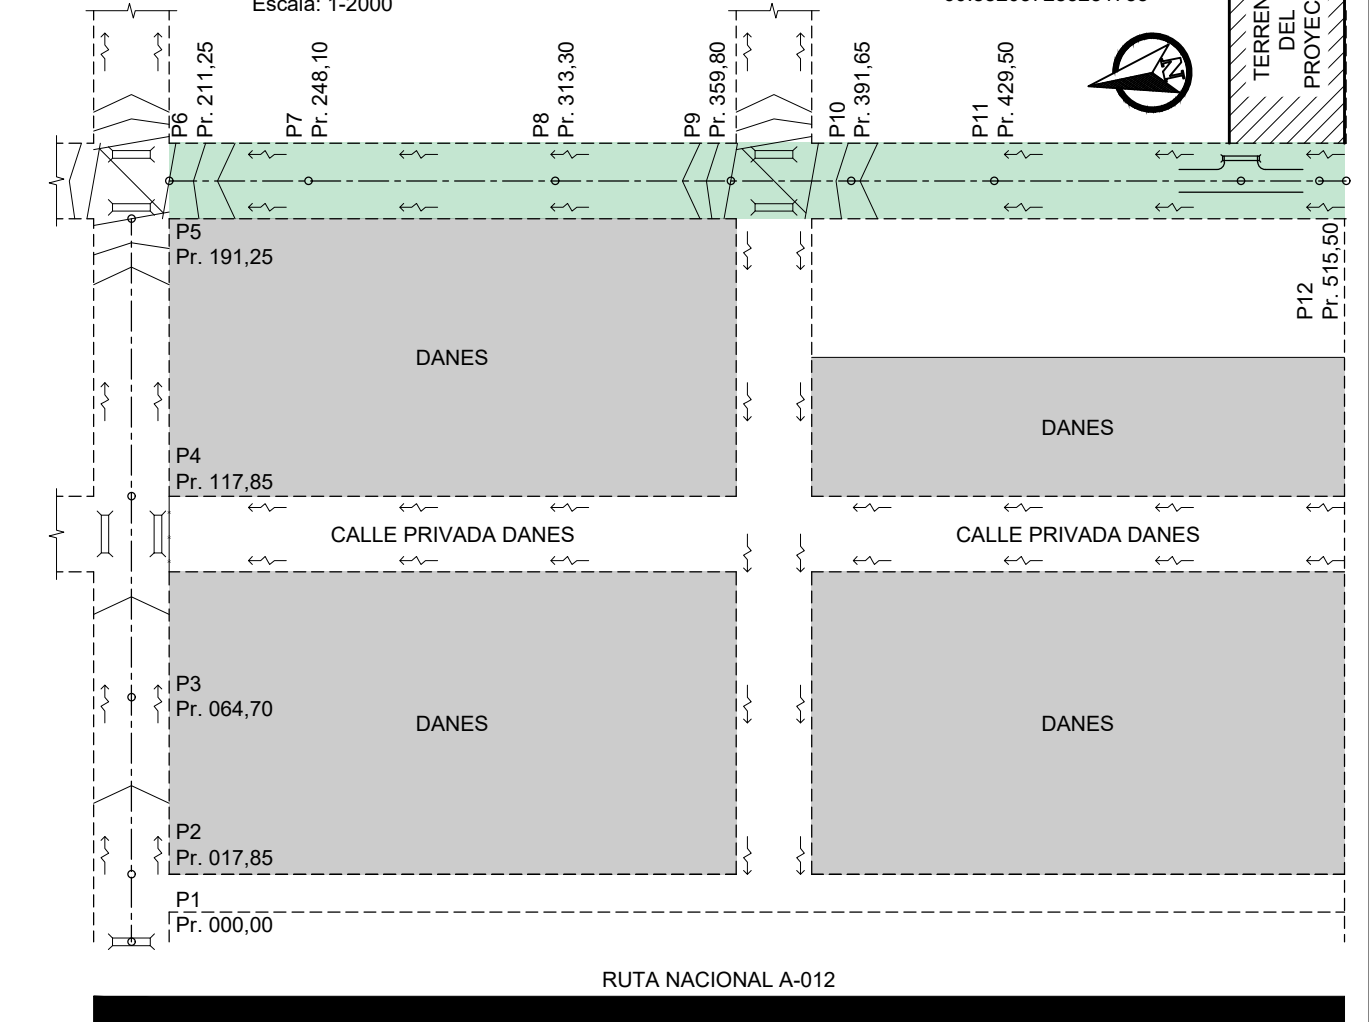 Escala: 1-2000
TERREN
DEL
PROYEC
N
P6
Pr. 211,25
P7
Pr. 248,10
P8
Pr. 313,30
P9
Pr. 359,80
P10
Pr. 391,65
P11
Pr. 429,50
P5
Pr. 191,25
P12
Pr. 515,50
DANES
DANES
P4
Pr. 117,85
CALLE PRIVADA DANES
CALLE PRIVADA DANES
P3
Pr. 064,70
DANES
DANES
P2
Pr. 017,85
P1
Pr. 000,00
RUTA NACIONAL A-012